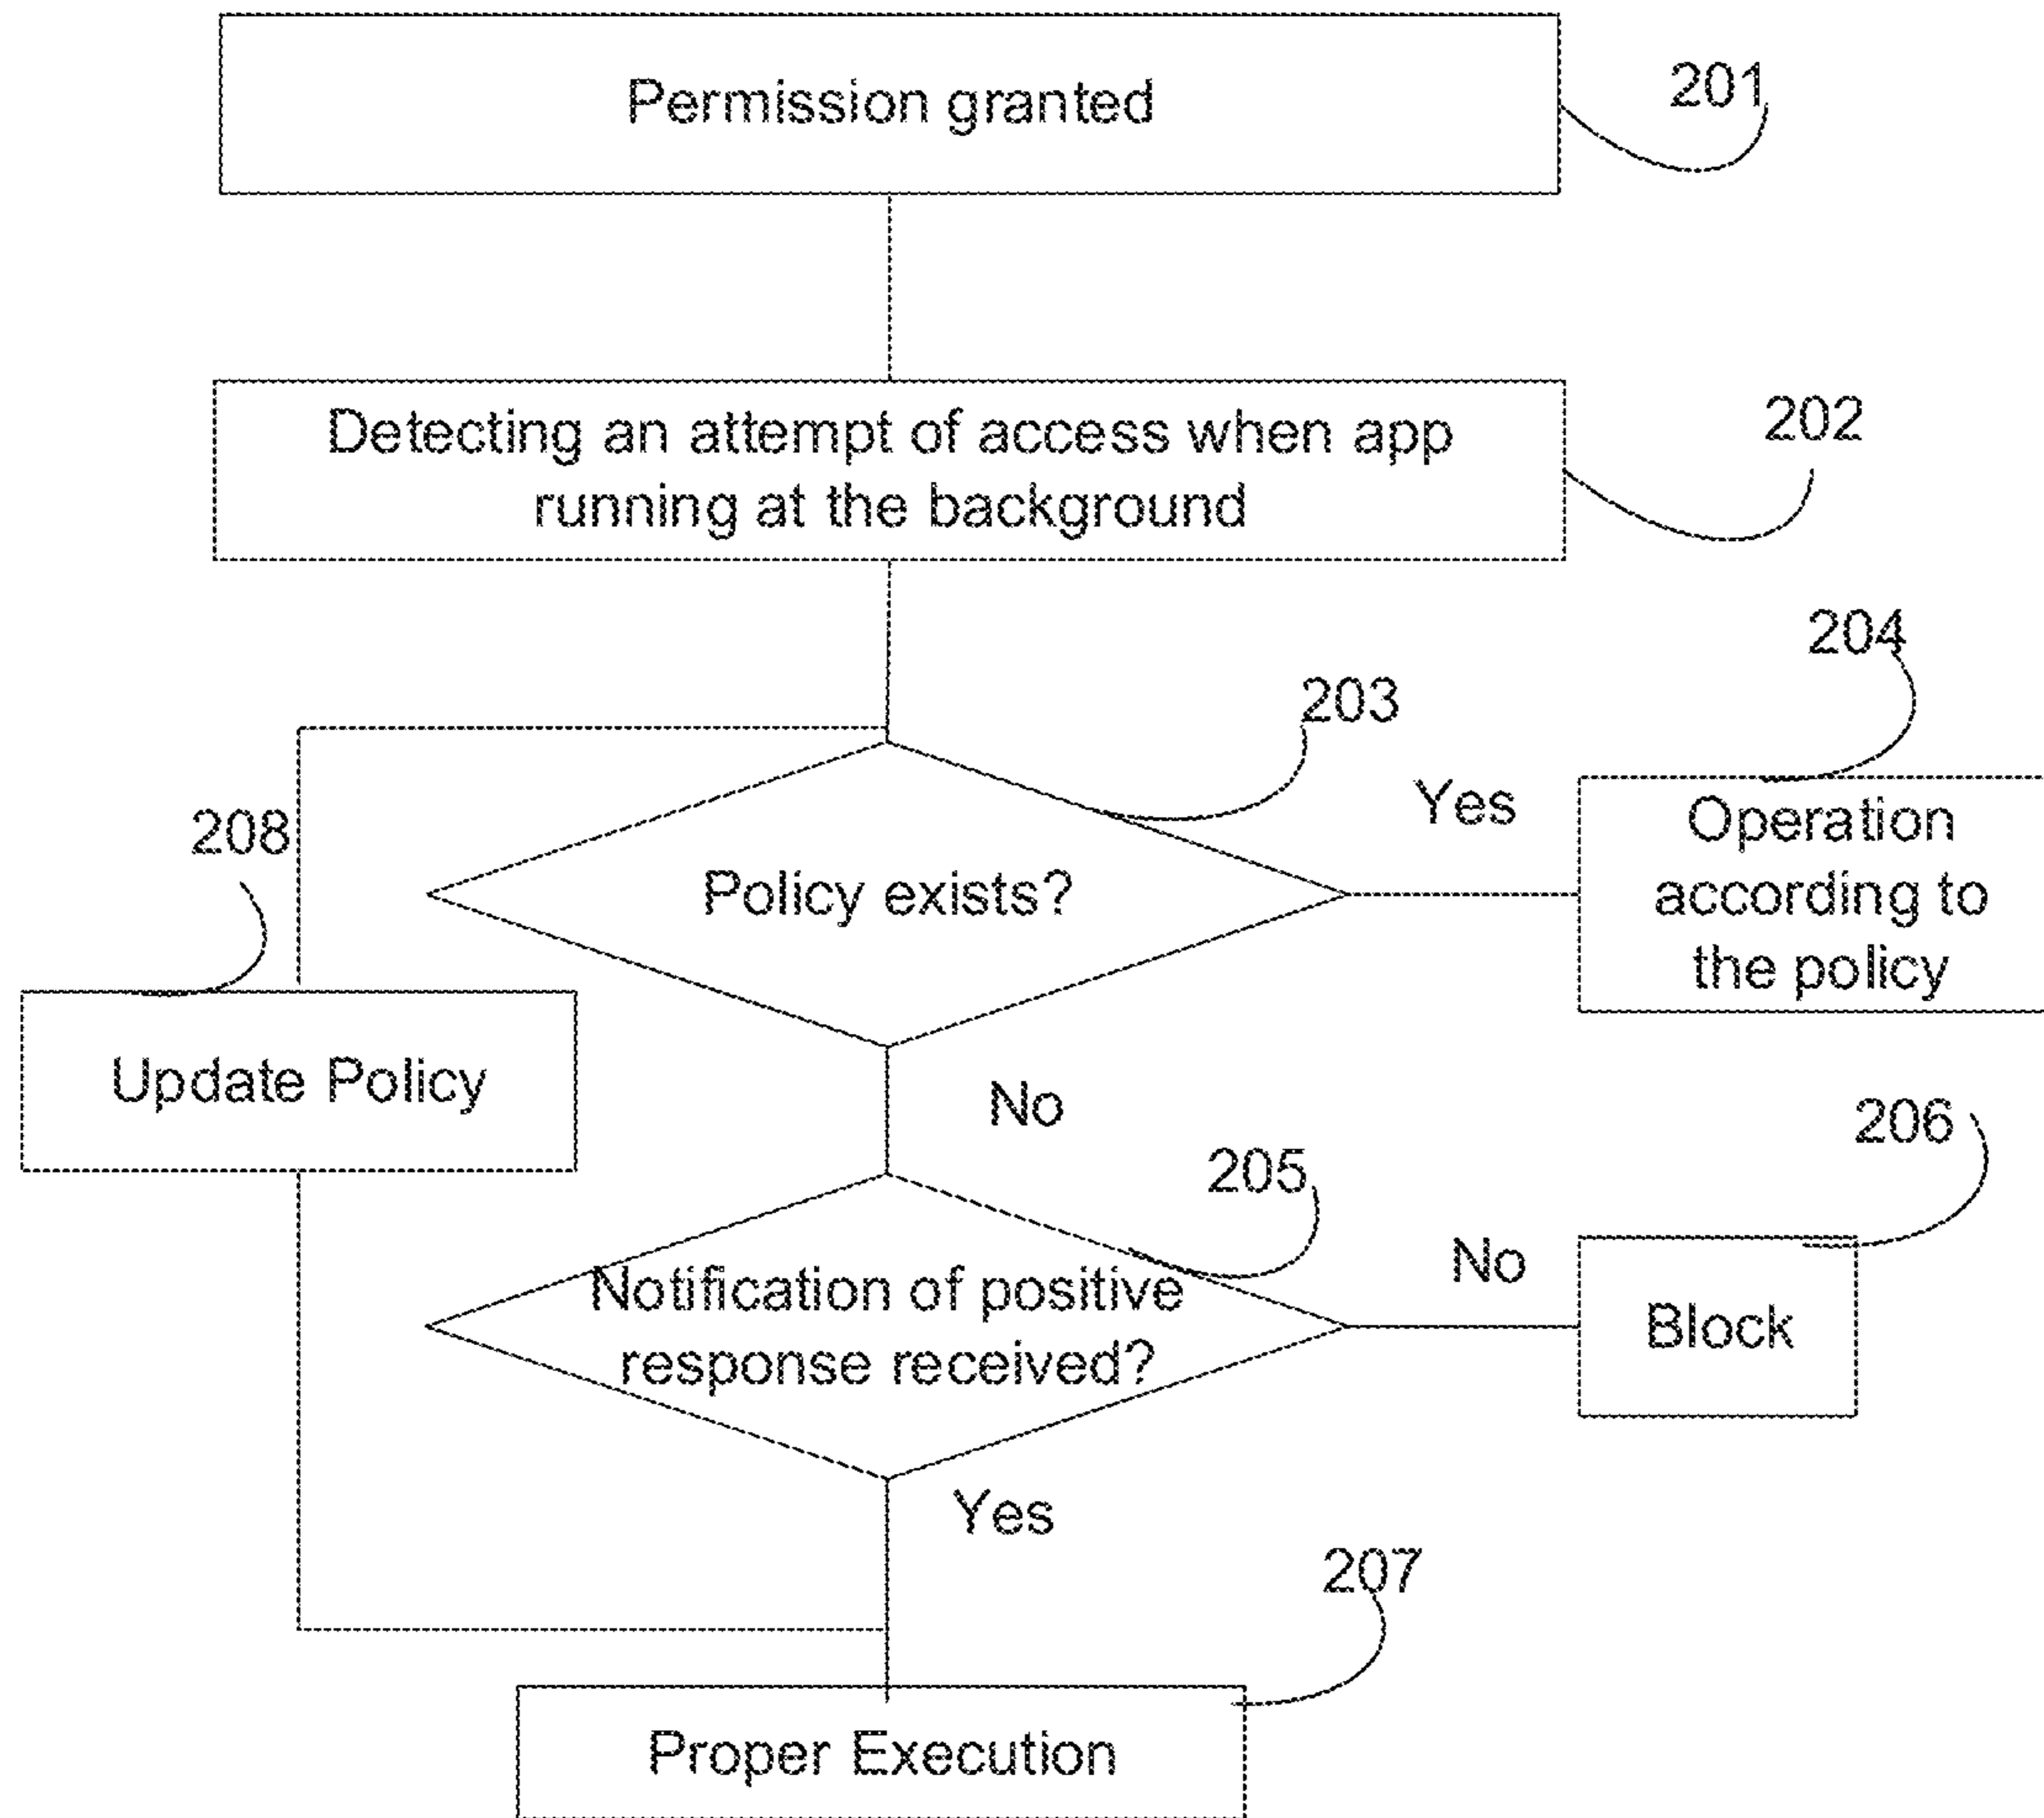 Permission granted
201
Detecting an attempt of access when app
running at the background
202
203
204
Policy exists?
Yes
Operation
according to
the policy
208
Update Policy
No
205
206
Notification of positive
response received?
No
Block
Yes
207
Proper Execution